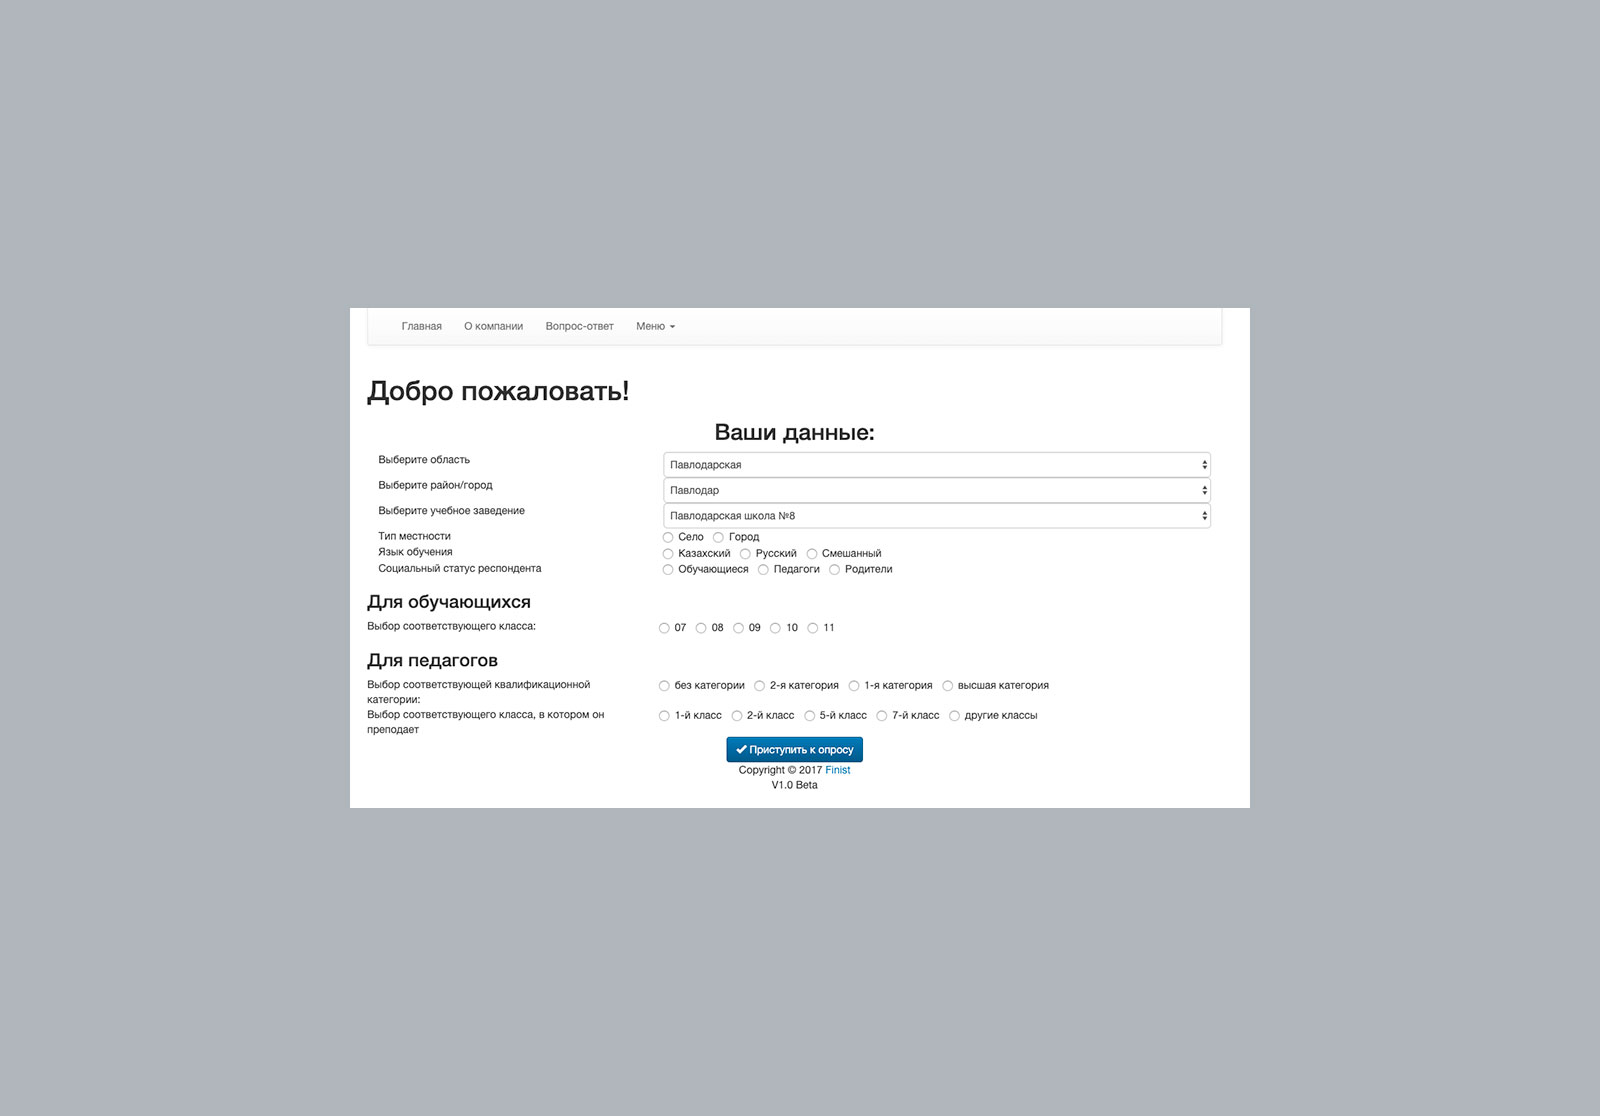 Главная О компании Вопрос-ответ Меню
Добро пожаловать!
Ваши данные:
Выберите область Павлодарская
Выберите район/город Павлодар
Выберите учебное заведение Павлодарская школа №8
Тип местности Село Город
Язык обучения Казахский Русский Смешанный
Социальный статус респондента Обучающиеся Педагоги Родители
Для обучающихся
Выбор соответствующего класса: 07 08 09 10 11
Для педагогов
Выбор соответствующей квалификационной
категории:
без категории 2-я категория 1-я категория высшая категория
Выбор соответствующего класса, в котором он
преподает
1-й класс 2-й класс 5-й класс 7-й класс другие классы
Приступить к опросу
Copyright © 2017 Finist
V1.0 Beta